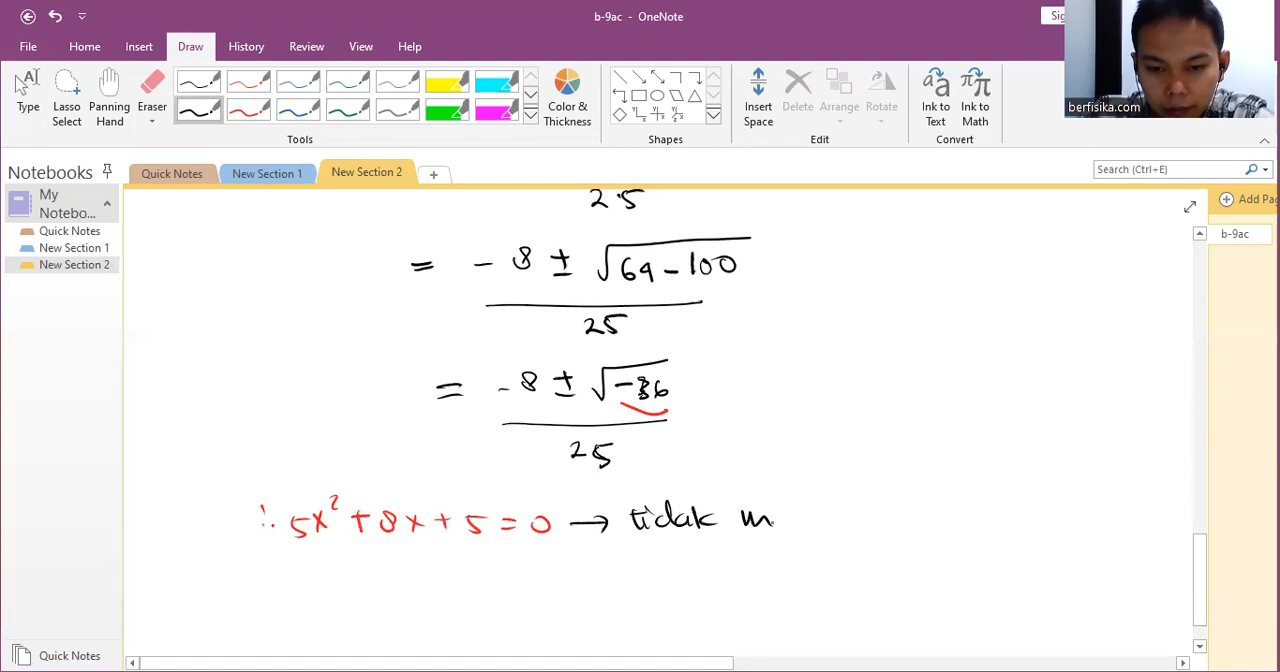 b-9ac - OneNote
File Home Insert Draw History Review View Help
Type
Lasso Select
Panning Hand
Eraser
Color & Thickness
Insert Space
Delete
Arrange
Rotate
Ink to Text
Ink to Math
Tools
Shapes
Edit
Convert
berfisika.com
Notebooks
My Notebo...
Quick Notes
New Section 1
New Section 2
Quick Notes
Quick Notes New Section 1 New Section 2
Search (Ctrl+E)
b-9ac
2.5
= -8 ± √64-100
25
= -8 ± √-36
25
∴ 5x² + 8x + 5 = 0 → tidak m